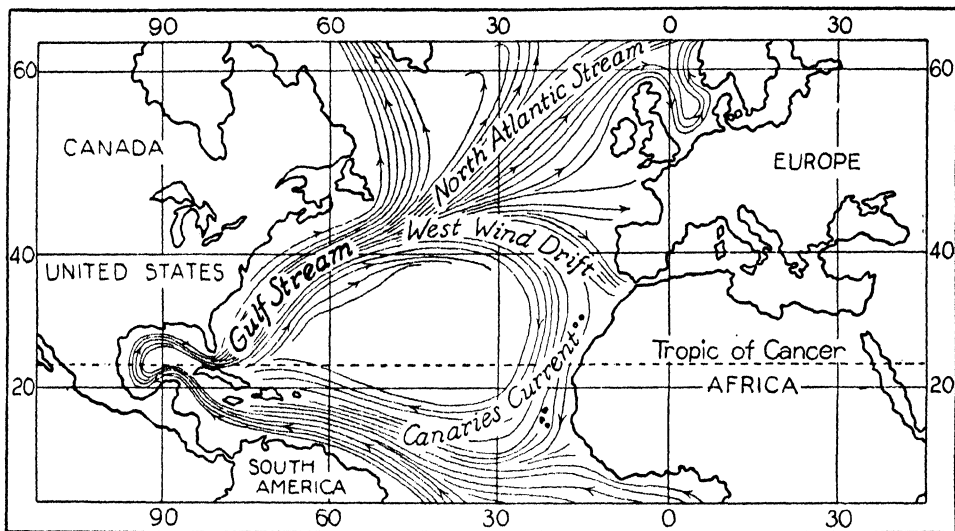 90 60 30 0 30
60 60
North Atlantic Stream
CANADA
EUROPE
West Wind Drift
40 40
UNITED STATES
Gulf Stream
Tropic of Cancer
AFRICA
20 20
Canaries Current
SOUTH
AMERICA
90 60 30 0 30